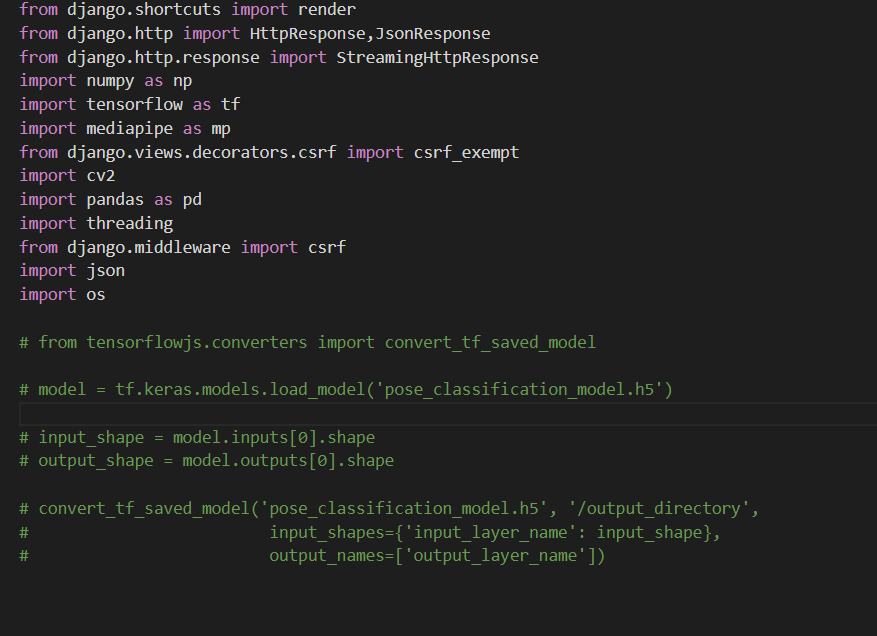 from django.shortcuts import render
from django.http import HttpResponse,JsonResponse
from django.http.response import StreamingHttpResponse
import numpy as np
import tensorflow as tf
import mediapipe as mp
from django.views.decorators.csrf import csrf_exempt
import cv2
import pandas as pd
import threading
from django.middleware import csrf
import json
import os
# from tensorflowjs.converters import convert_tf_saved_model
# model = tf.keras.models.load_model('pose_classification_model.h5')
# input_shape = model.inputs[0].shape
# output_shape = model.outputs[0].shape
# convert_tf_saved_model('pose_classification_model.h5', '/output_directory',
#                         input_shapes={'input_layer_name': input_shape},
#                         output_names=['output_layer_name'])